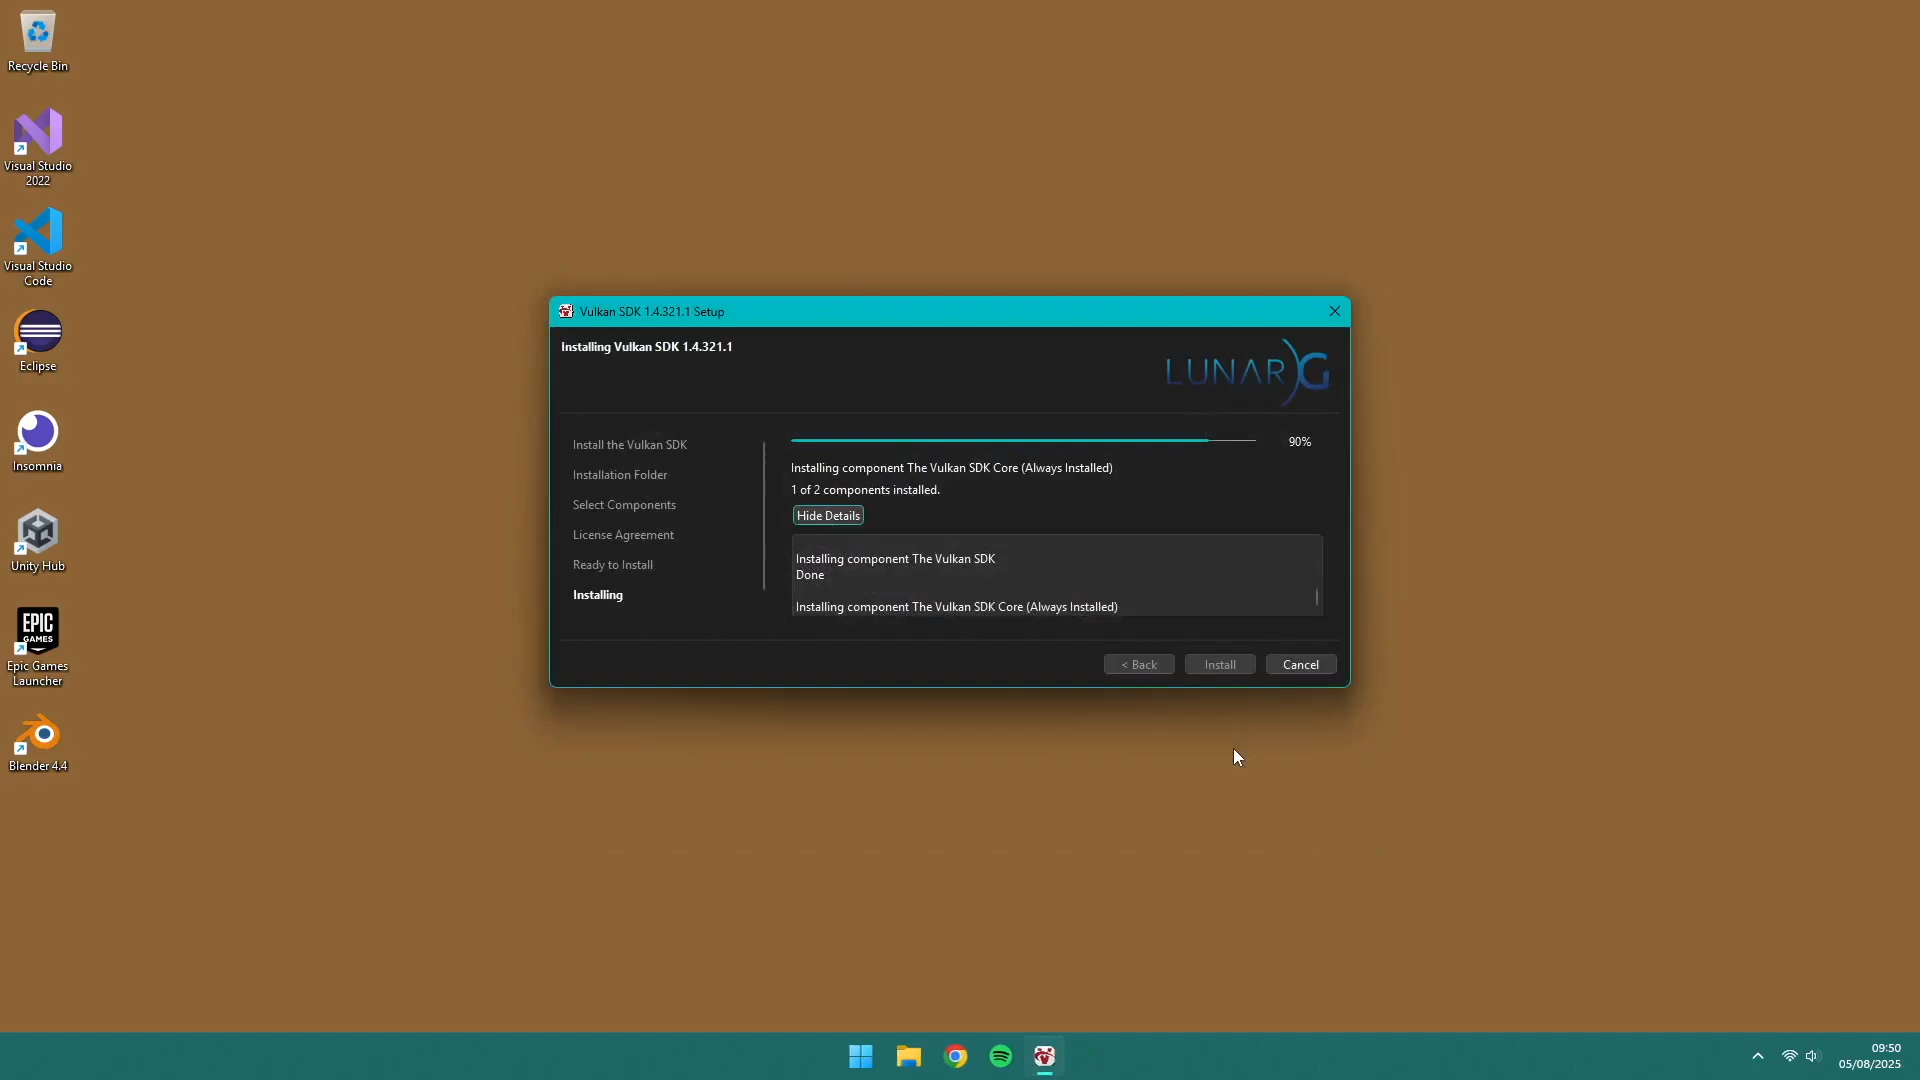 Recycle Bin
Visual Studio
2022
Visual Studio
Code
Eclipse
Insomnia
Unity Hub
EPIC
GAMES
Epic Games
Launcher
Blender 4.4
Vulkan SDK 1.4.321.1 Setup
Installing Vulkan SDK 1.4.321.1
LUNAR)G
Install the Vulkan SDK
Installation Folder
Select Components
License Agreement
Ready to Install
Installing
90%
Installing component The Vulkan SDK Core (Always Installed)
1 of 2 components installed.
Hide Details
Installing component The Vulkan SDK
Done
Installing component The Vulkan SDK Core (Always Installed)
< Back
Install
Cancel
09:50
05/08/2025